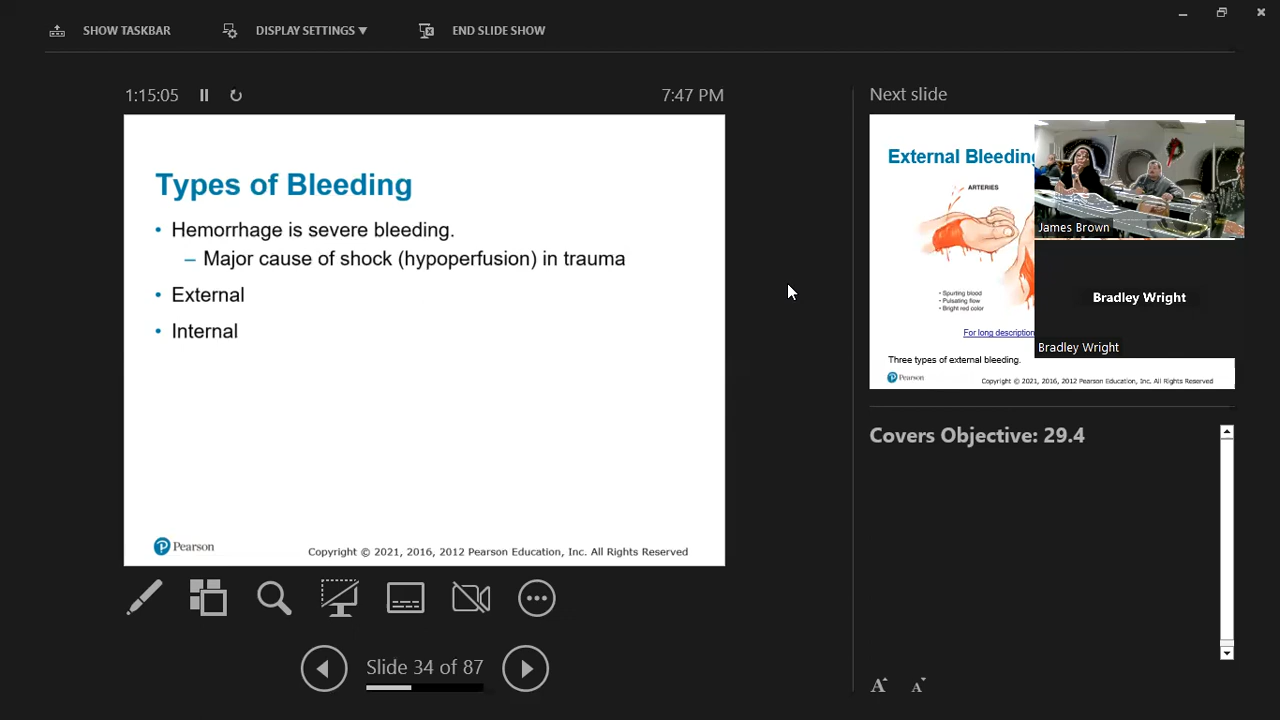 SHOW TASKBAR
DISPLAY SETTINGS ▼
END SLIDE SHOW
1:15:05
7:47 PM
Types of Bleeding
• Hemorrhage is severe bleeding.
– Major cause of shock (hypoperfusion) in trauma
• External
• Internal
Pearson
Copyright © 2021, 2016, 2012 Pearson Education, Inc. All Rights Reserved
Slide 34 of 87
Next slide
External Bleeding
ARTERIES
• Spurting blood
• Pulsating flow
• Bright red color
For long description
Three types of external bleeding.
Pearson
Copyright © 2021, 2016, 2012 Pearson Education, Inc. All Rights Reserved
James Brown
Bradley Wright
Bradley Wright
Covers Objective: 29.4
A
A